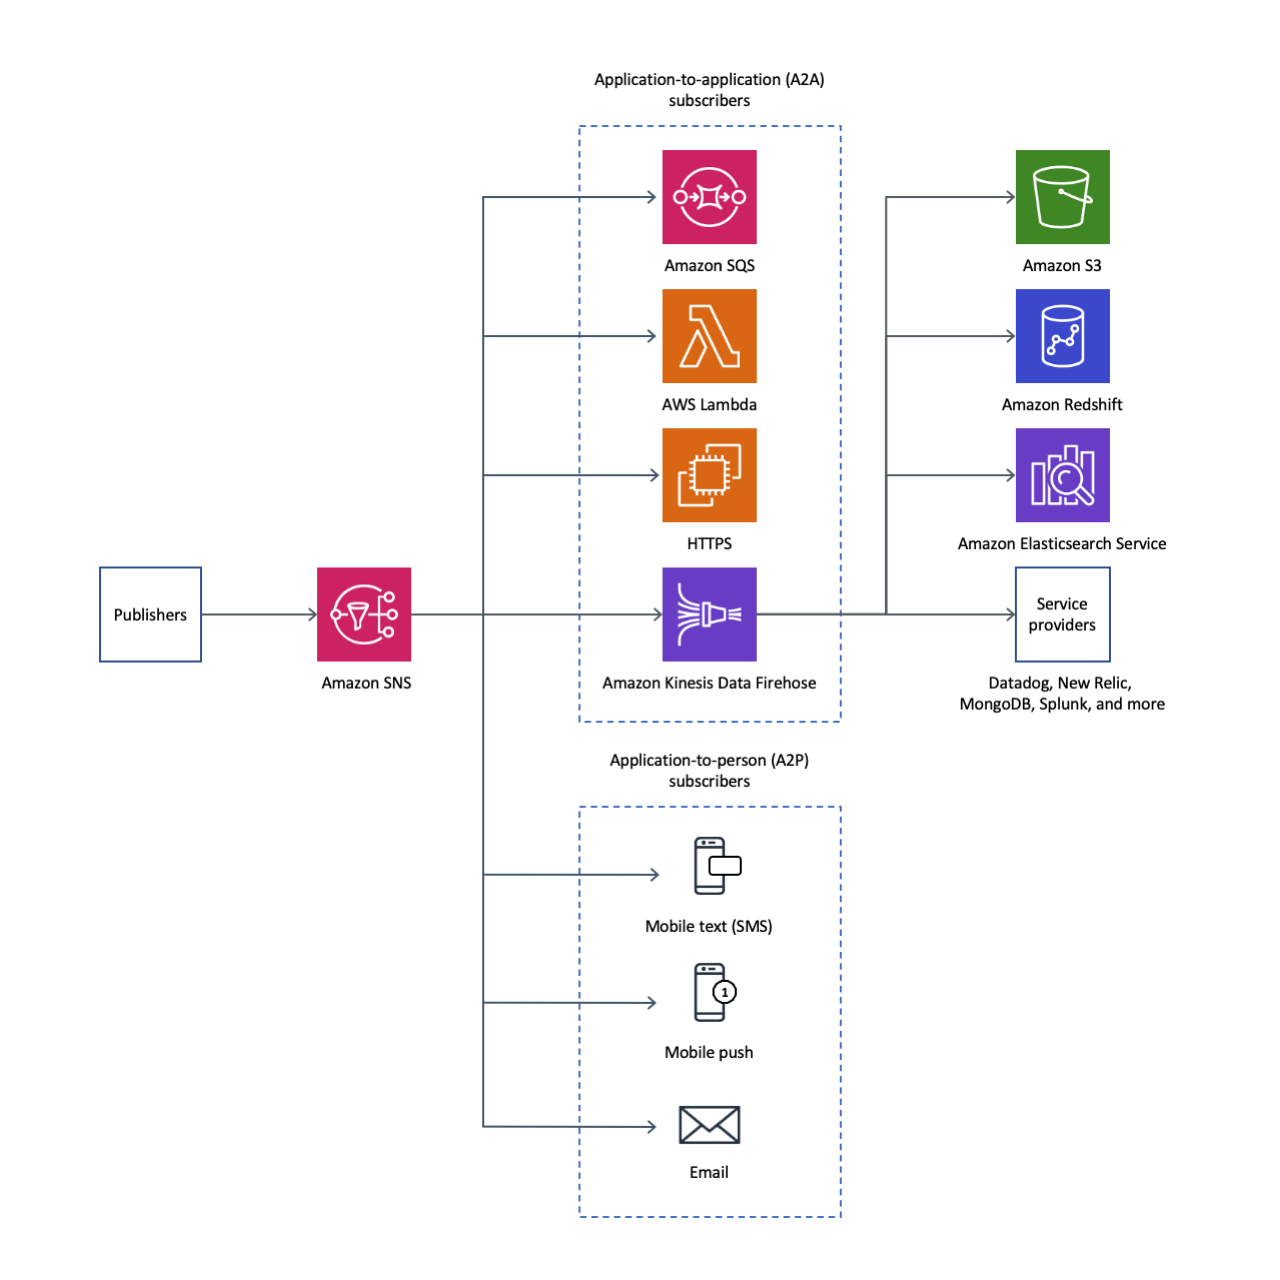 Application-to-application (A2A)
subscribers
Amazon SQS
Amazon S3
AWS Lambda
Amazon Redshift
HTTPS
Amazon Elasticsearch Service
Publishers
Service
providers
Amazon SNS
Amazon Kinesis Data Firehose
Datadog, New Relic,
MongoDB, Splunk, and more
Application-to-person (A2P)
subscribers
Mobile text (SMS)
1
Mobile push
Email